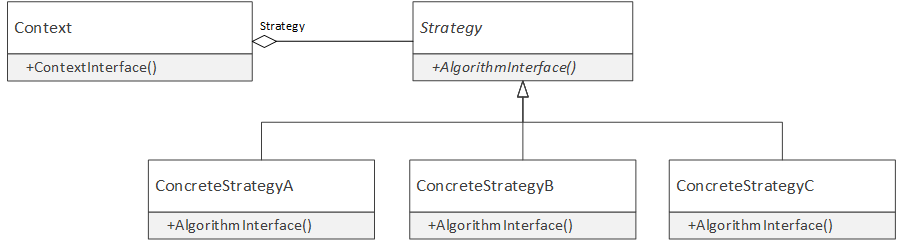 Context
Strategy
Strategy
+ContextInterface()
+AlgorithmInterface()
ConcreteStrategyA
ConcreteStrategyB
ConcreteStrategyC
+AlgorithmInterface()
+AlgorithmInterface()
+AlgorithmInterface()